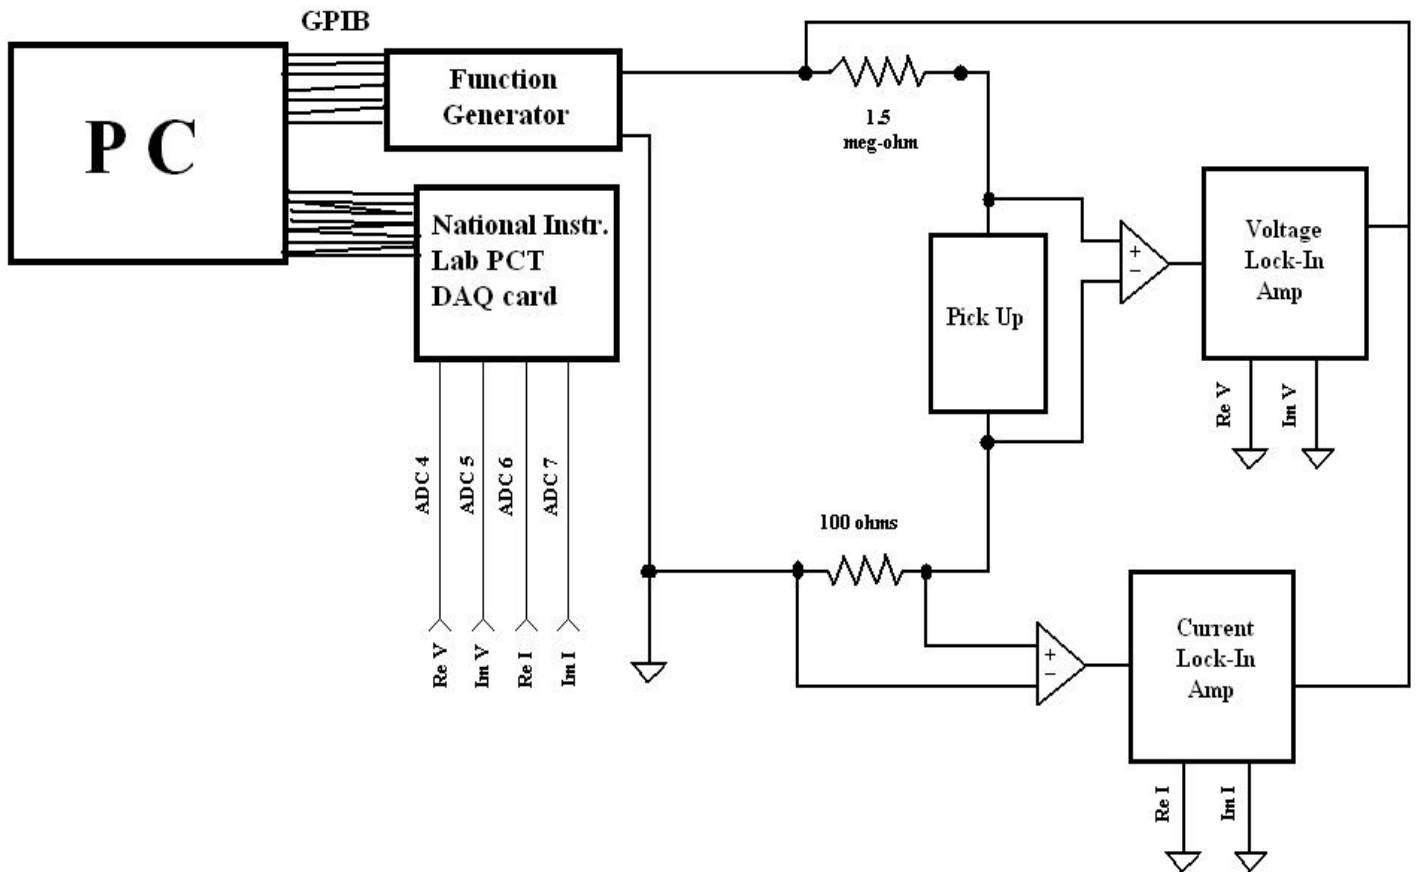 GPIB
P C
Function
Generator
1.5
meg-ohm
National Instr.
Lab PCT
DAQ card
Voltage
Lock-In
Amp
+
−
Pick Up
Re V
Im V
ADC 4
ADC 5
ADC 6
ADC 7
100 ohms
Re V
Im V
Re I
Im I
+
−
Current
Lock-In
Amp
Re I
Im I